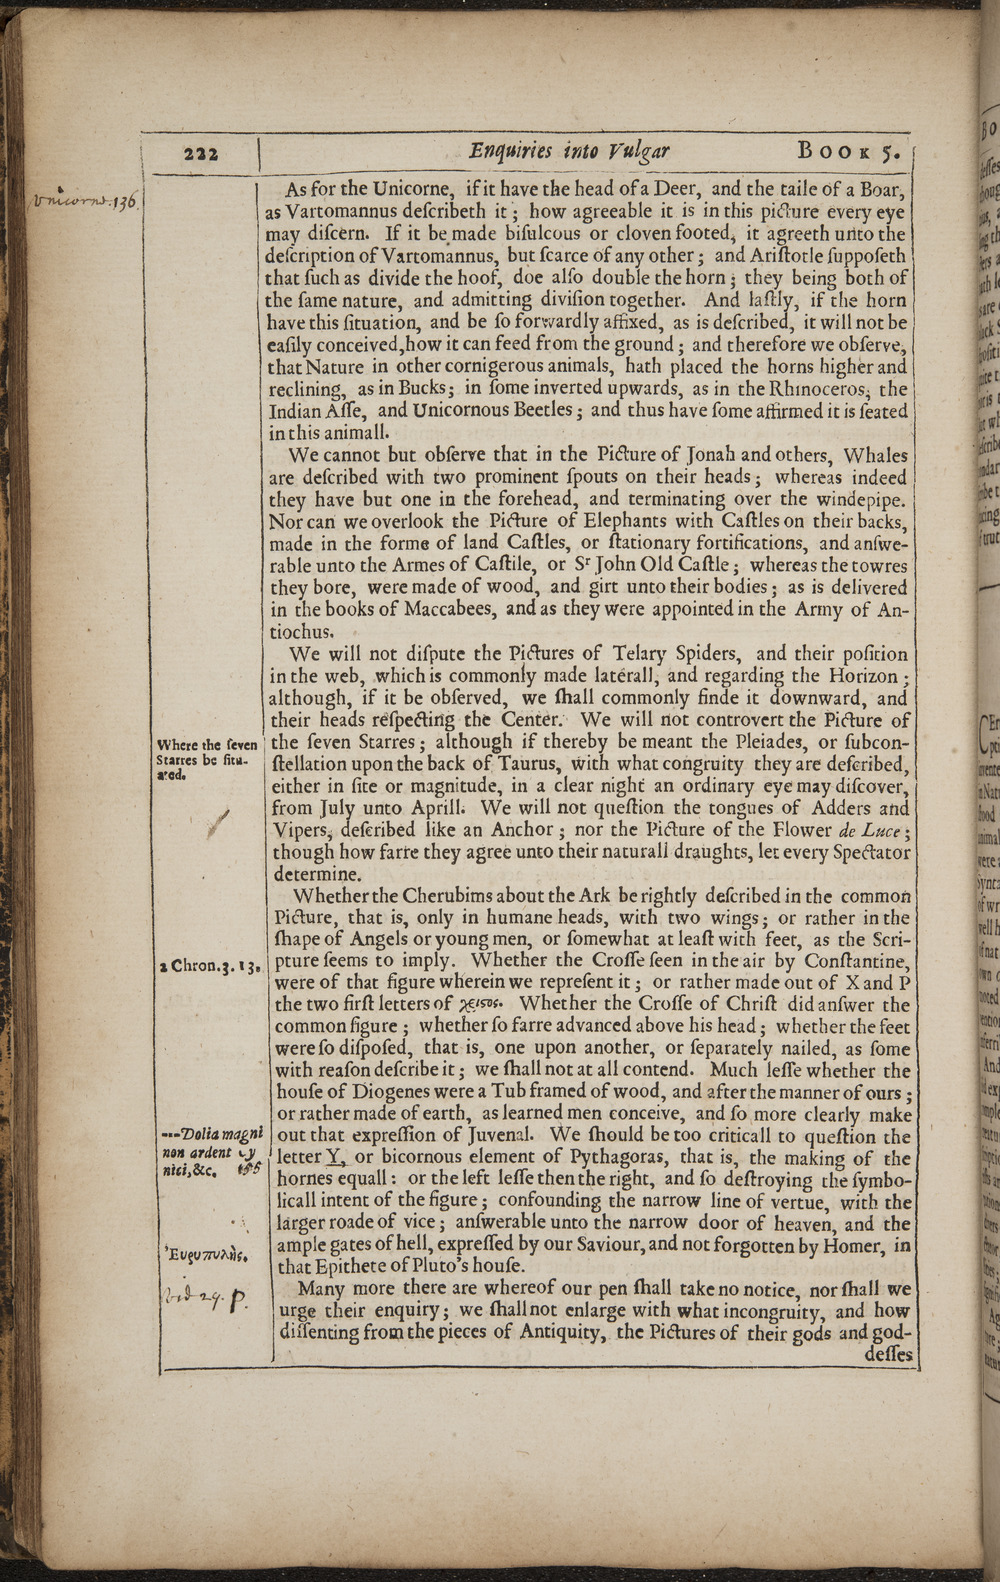 222 Enquiries into Vulgar BOOK 5.
Vnicorns. 136.
As for the Unicorne, if it have the head of a Deer, and the taile of a Boar,
as Vartomannus deſcribeth it; how agreeable it is in this picture every eye
may diſcern. If it be made biſulcous or cloven footed, it agreeth unto the
deſcription of Vartomannus, but ſcarce of any other; and Ariſtotle ſuppoſeth
that ſuch as divide the hoof, doe alſo double the horn; they being both of
the ſame nature, and admitting diviſion together. And laſtly, if the horn
have this ſituation, and be ſo forwardly affixed, as is deſcribed, it will not be
eaſily conceived, how it can feed from the ground; and therefore we obſerve,
that Nature in other cornigerous animals, hath placed the horns higher and
reclining, as in Bucks; in ſome inverted upwards, as in the Rhinoceros, the
Indian Aſſe, and Unicornous Beetles; and thus have ſome affirmed it is ſeated
in this animall.
We cannot but obſerve that in the Picture of Jonah and others, Whales
are deſcribed with two prominent ſpouts on their heads; whereas indeed
they have but one in the forehead, and terminating over the windepipe.
Nor can we overlook the Picture of Elephants with Caſtles on their backs,
made in the forme of land Caſtles, or ſtationary fortifications, and anſwe-
rable unto the Armes of Caſtile, or Sr John Old Caſtle; whereas the towres
they bore, were made of wood, and girt unto their bodies; as is delivered
in the books of Maccabees, and as they were appointed in the Army of An-
tiochus.
We will not diſpute the Pictures of Telary Spiders, and their poſition
in the web, which is commonly made laterall, and regarding the Horizon;
although, if it be obſerved, we ſhall commonly finde it downward, and
their heads reſpecting the Center. We will not controvert the Picture of
Where the ſeven
Starres be ſitu-
ated.
the ſeven Starres; although if thereby be meant the Pleiades, or ſubcon-
ſtellation upon the back of Taurus, with what congruity they are deſcribed,
either in ſite or magnitude, in a clear night an ordinary eye may diſcover,
from July unto Aprill. We will not queſtion the tongues of Adders and
Vipers, deſcribed like an Anchor; nor the Picture of the Flower de Luce;
though how farre they agree unto their naturall draughts, let every Spectator
determine.
Whether the Cherubims about the Ark be rightly deſcribed in the common
Picture, that is, only in humane heads, with two wings; or rather in the
ſhape of Angels or young men, or ſomewhat at leaſt with feet, as the Scri-
2 Chron. 3. 13.
pture ſeems to imply. Whether the Croſſe ſeen in the air by Conſtantine,
were of that figure wherein we repreſent it; or rather made out of X and P
the two firſt letters of χρισος. Whether the Croſſe of Chriſt did anſwer the
common figure; whether ſo farre advanced above his head; whether the feet
were ſo diſpoſed, that is, one upon another, or ſeparately nailed, as ſome
with reaſon deſcribe it; we ſhall not at all contend. Much leſſe whether the
houſe of Diogenes were a Tub framed of wood, and after the manner of ours;
or rather made of earth, as learned men conceive, and ſo more clearly make
---Dolia magni
non ardent Cy
nici, &c.
out that expreſſion of Juvenal. We ſhould be too criticall to queſtion the
letter Y, or bicornous element of Pythagoras, that is, the making of the
hornes equall: or the left leſſe then the right, and ſo deſtroying the ſymbo-
licall intent of the figure; confounding the narrow line of vertue, with the
larger roade of vice; anſwerable unto the narrow door of heaven, and the
Ἐυρυπυλὴς.
ample gates of hell, expreſſed by our Saviour, and not forgotten by Homer, in
that Epithete of Pluto's houſe.
Vid 29. p.
Many more there are whereof our pen ſhall take no notice, nor ſhall we
urge their enquiry; we ſhall not enlarge with what incongruity, and how
diſſenting from the pieces of Antiquity, the Pictures of their gods and god-
deſſes